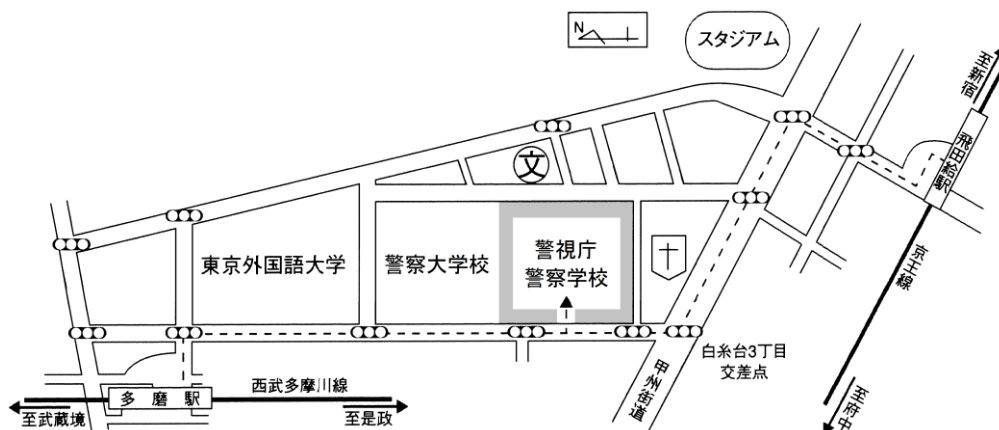 N
スタジアム
至新宿
飛田給駅
文
東京外国語大学
警察大学校
警視庁
警察学校
京王線
白糸台3丁目
交差点
甲州街道
西武多摩川線
多磨駅
至武蔵境
至是政
至府中